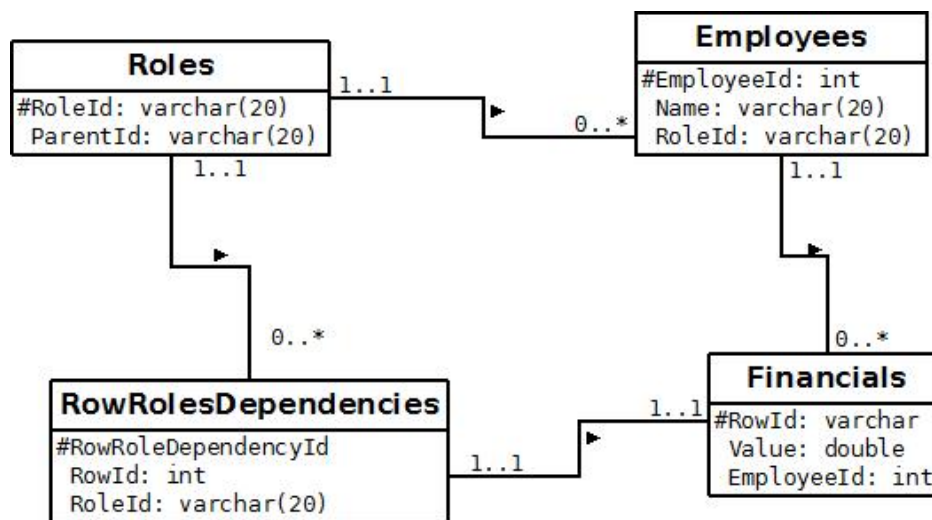 Roles
#RoleId: varchar(20)
ParentId: varchar(20)
1..1
1..1
Employees
#EmployeeId: int
Name: varchar(20)
RoleId: varchar(20)
0..*
1..1
0..*
0..*
RowRolesDependencies
#RowRoleDependencyId
RowId: int
RoleId: varchar(20)
1..1
1..1
Financials
#RowId: varchar
Value: double
EmployeeId: int